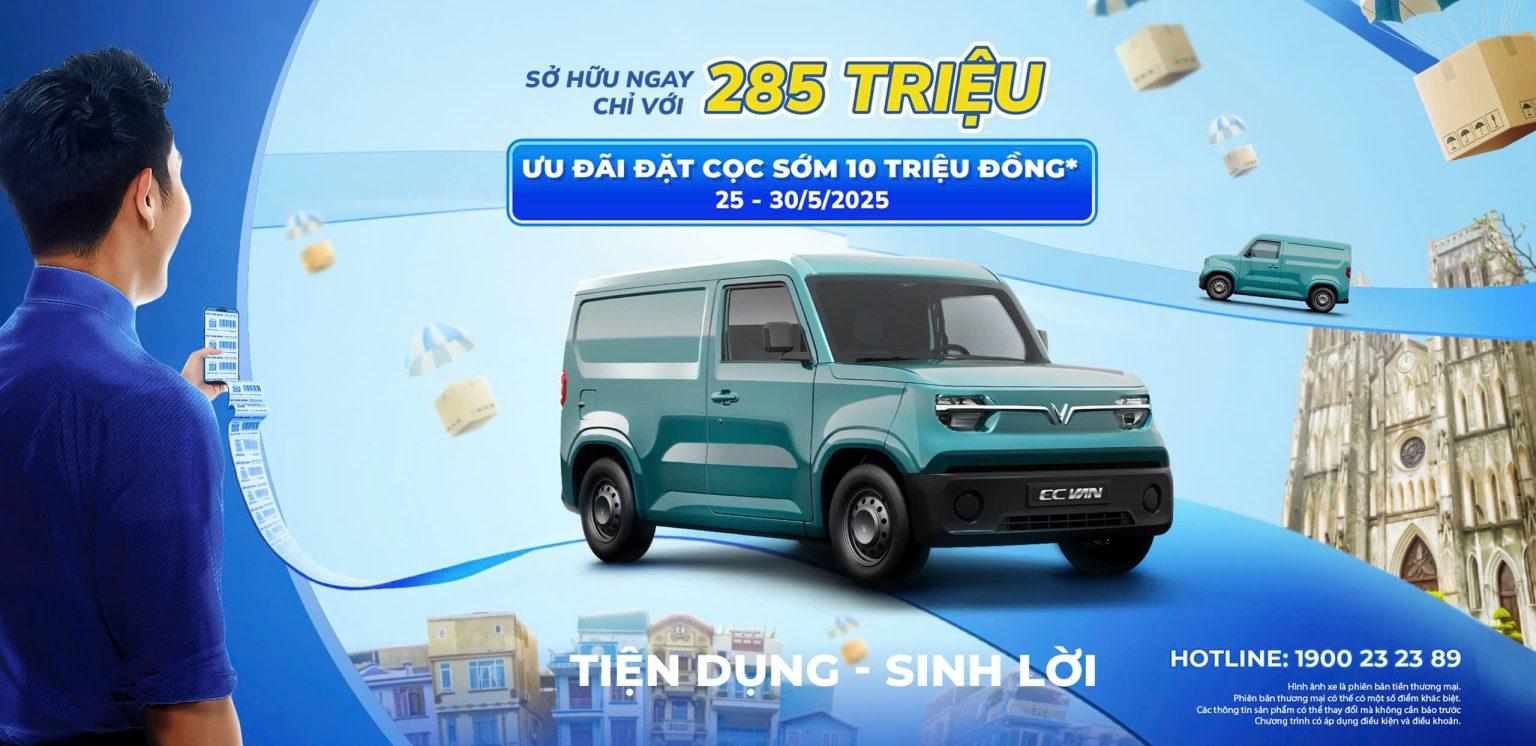 SỞ HỮU NGAY
CHỈ VỚI
285 TRIỆU
ƯU ĐÃI ĐẶT CỌC SỚM 10 TRIỆU ĐỒNG*
25 - 30/5/2025
EC VAN
TIỆN DỤNG - SINH LỜI
HOTLINE: 1900 23 23 89
Hình ảnh xe là phiên bản tiền thương mại.
Phiên bản thương mại có thể có một số điểm khác biệt.
Các thông tin sản phẩm có thể thay đổi mà không cần báo trước
Chương trình có áp dụng điều kiện và điều khoản.